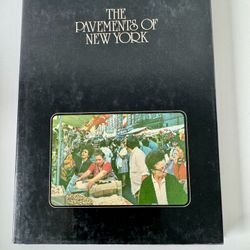 THE
PAVEMENTS OF
NEW YORK